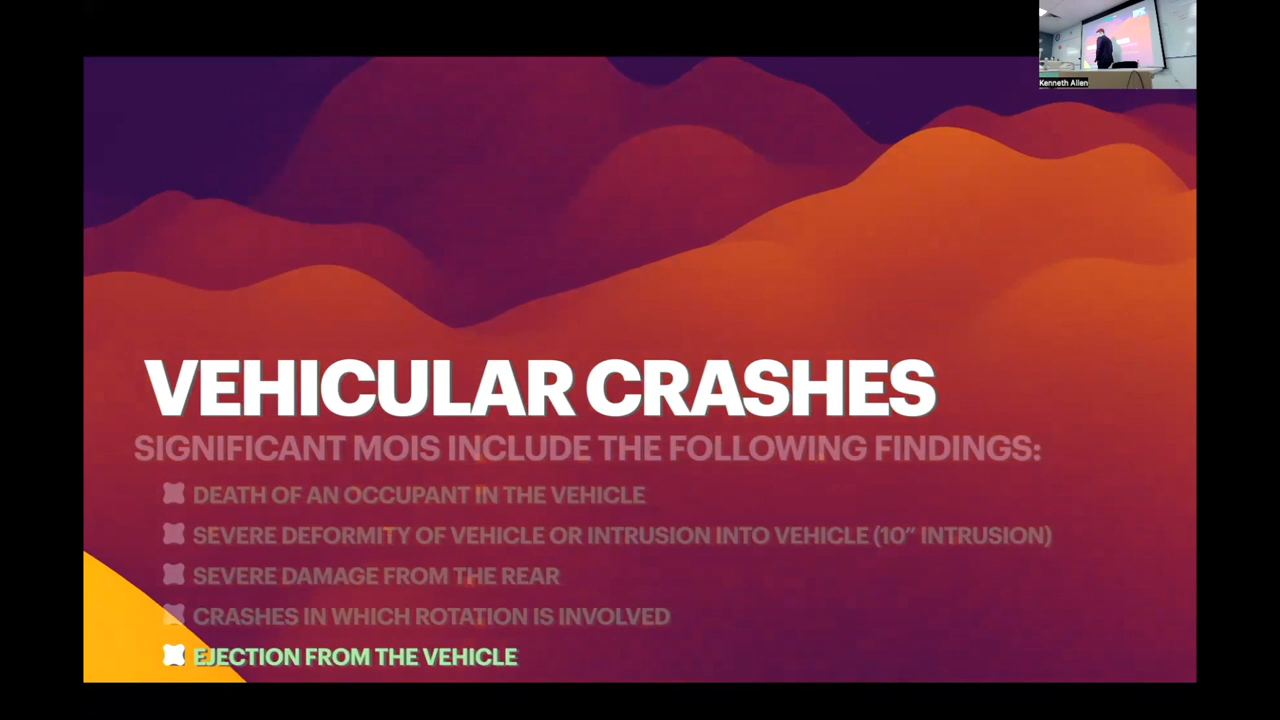 Kenneth Allen
VEHICULAR CRASHES
SIGNIFICANT MOIS INCLUDE THE FOLLOWING FINDINGS:
DEATH OF AN OCCUPANT IN THE VEHICLE
SEVERE DEFORMITY OF VEHICLE OR INTRUSION INTO VEHICLE (10” INTRUSION)
SEVERE DAMAGE FROM THE REAR
CRASHES IN WHICH ROTATION IS INVOLVED
EJECTION FROM THE VEHICLE